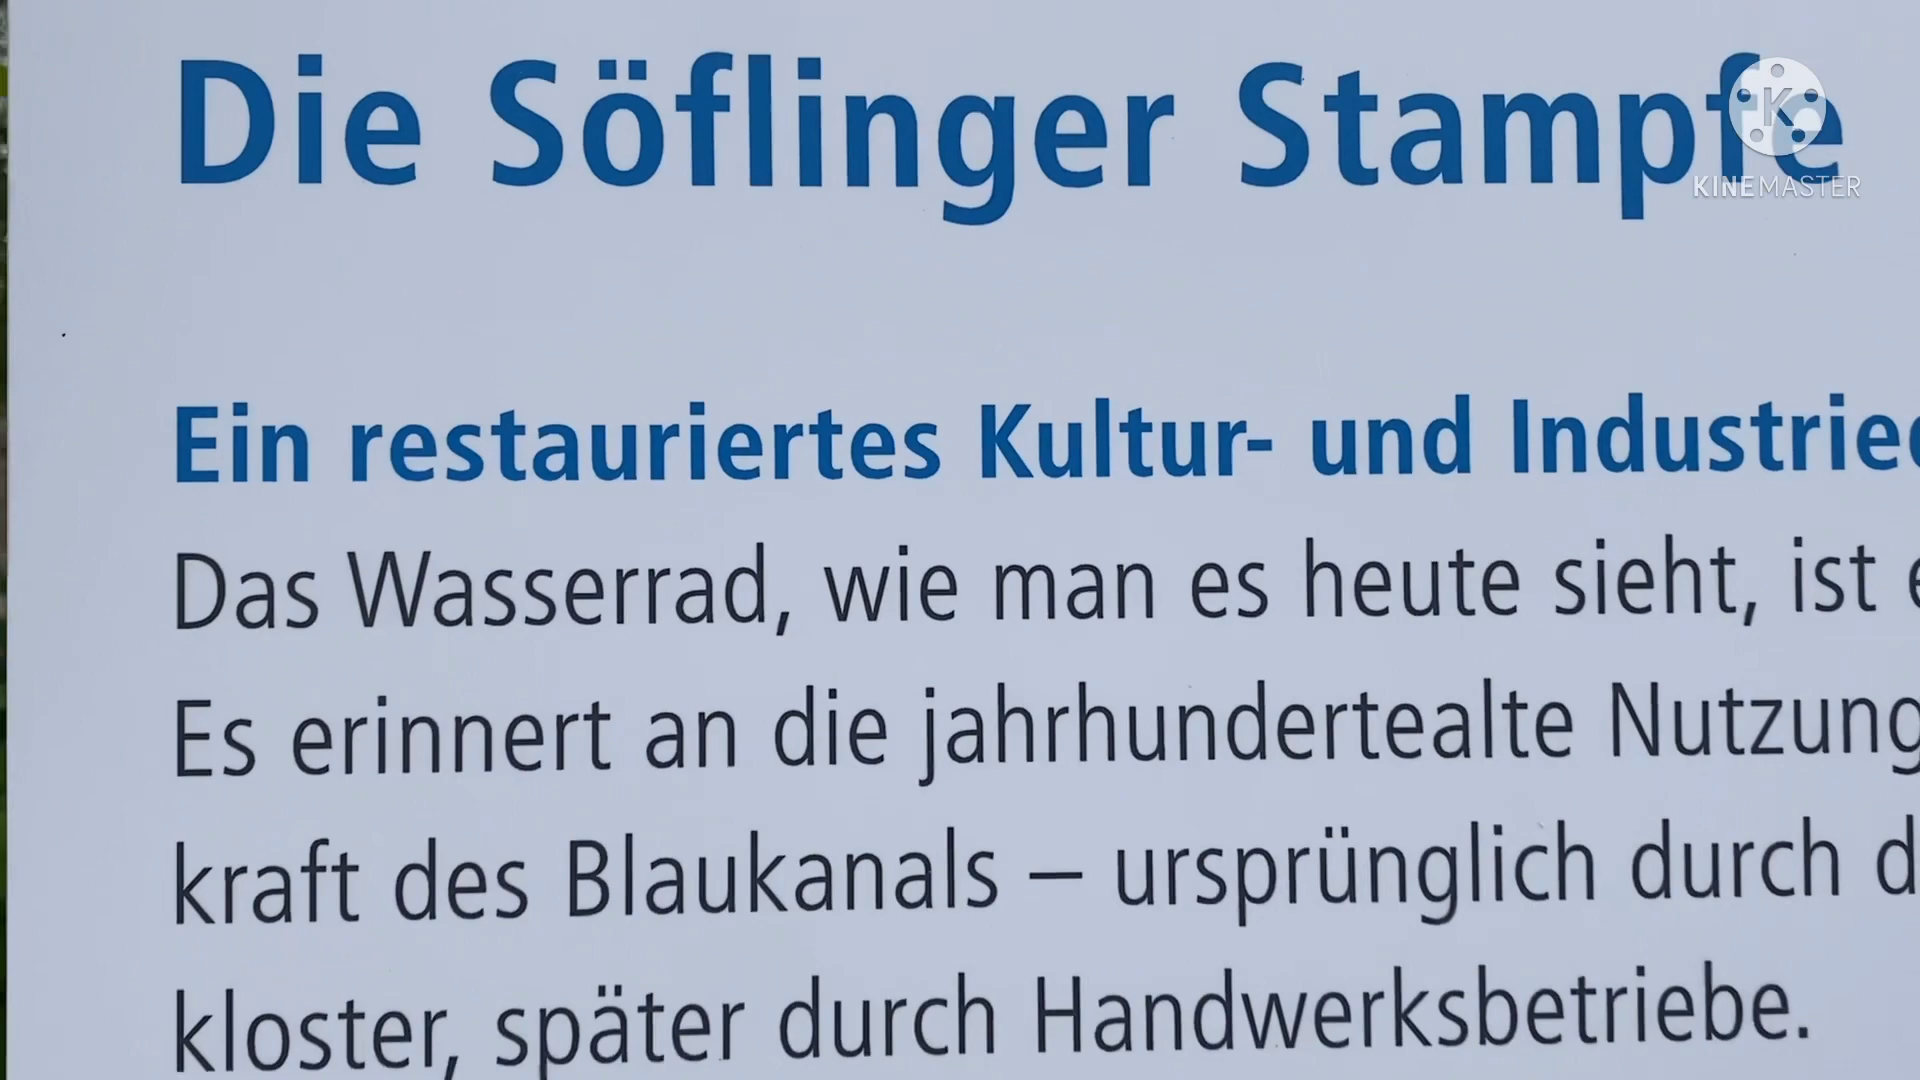 Die Söflinger Stampfe
KINEMASTER
Ein restauriertes Kultur- und Industrie
Das Wasserrad, wie man es heute sieht, ist
Es erinnert an die jahrhundertealte Nutzung
kraft des Blaukanals – ursprünglich durch d
kloster, später durch Handwerksbetriebe.